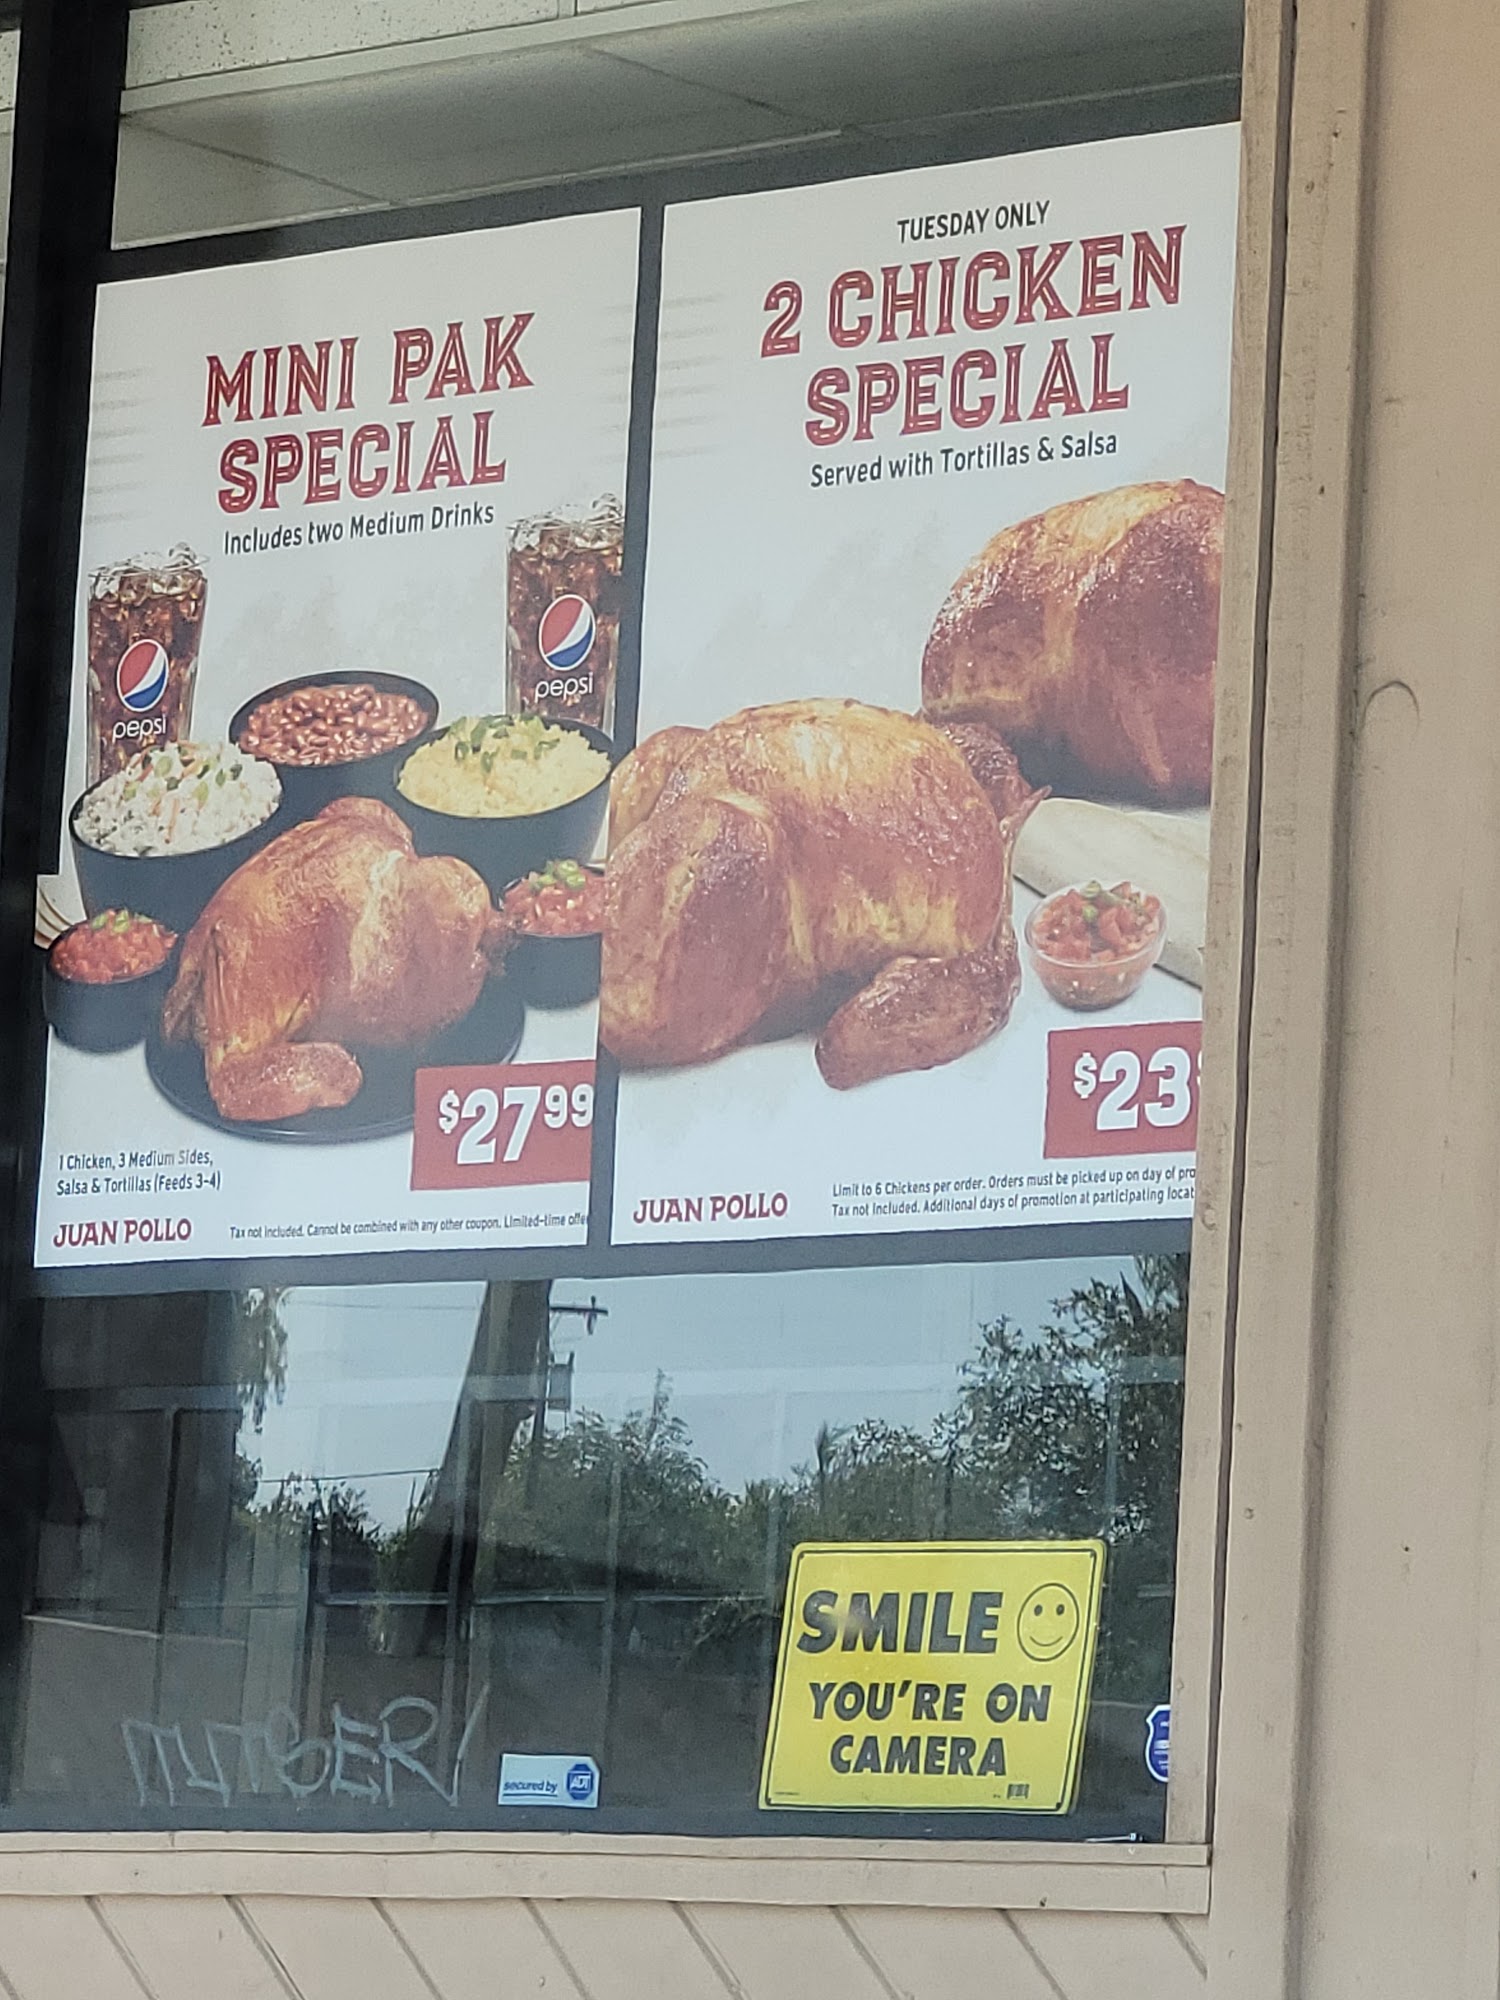 MINI PAK
SPECIAL
Includes two Medium Drinks
pepsi
pepsi
$27.99
1 Chicken, 3 Medium Sides,
Salsa & Tortillas (Feeds 3-4)
JUAN POLLO
Tax not included. Cannot be combined with any other coupon. Limited-time offe
TUESDAY ONLY
2 CHICKEN
SPECIAL
Served with Tortillas & Salsa
$23
JUAN POLLO
Limit to 6 Chickens per order. Orders must be picked up on day of pro
Tax not included. Additional days of promotion at participating locat
secured by ADT
SMILE
YOU'RE ON
CAMERA